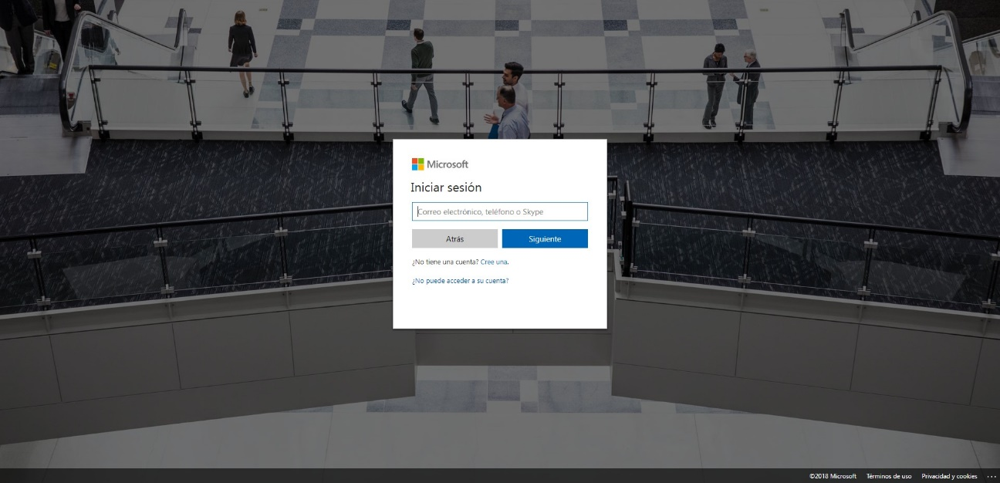 Microsoft
Iniciar sesión
Correo electrónico, teléfono o Skype
Atrás Siguiente
¿No tiene una cuenta? Cree una.
¿No puede acceder a su cuenta?
©2018 Microsoft Términos de uso Privacidad y cookies ...